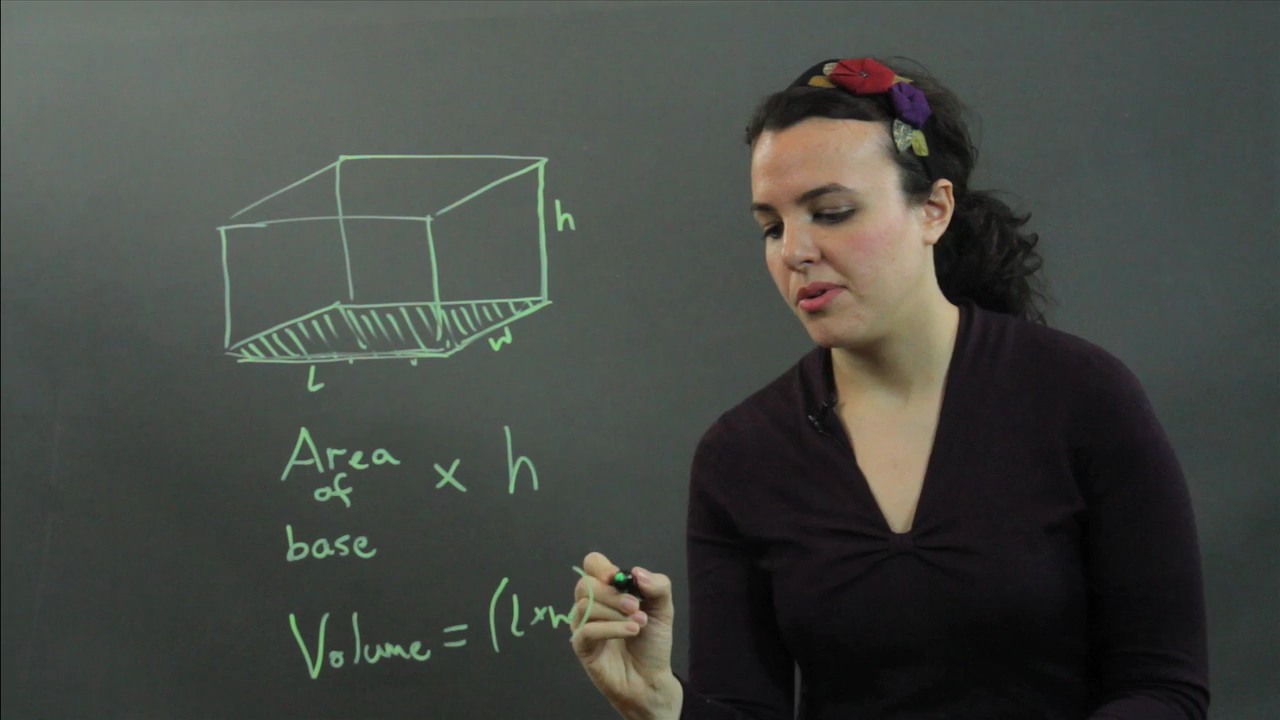 h
w
L
Area x h
of
base
Volume = (L x w)